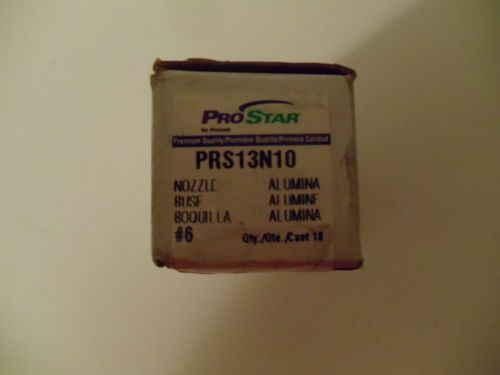 PROSTAR
by Praxair
Premium Quality/Première Qualité/Primera Calidad
PRS13N10
NOZZLE ALUMINA
BUSE ALUMINE
BOQUILLA ALUMINA
#6 Qty./Qté./Cant 10